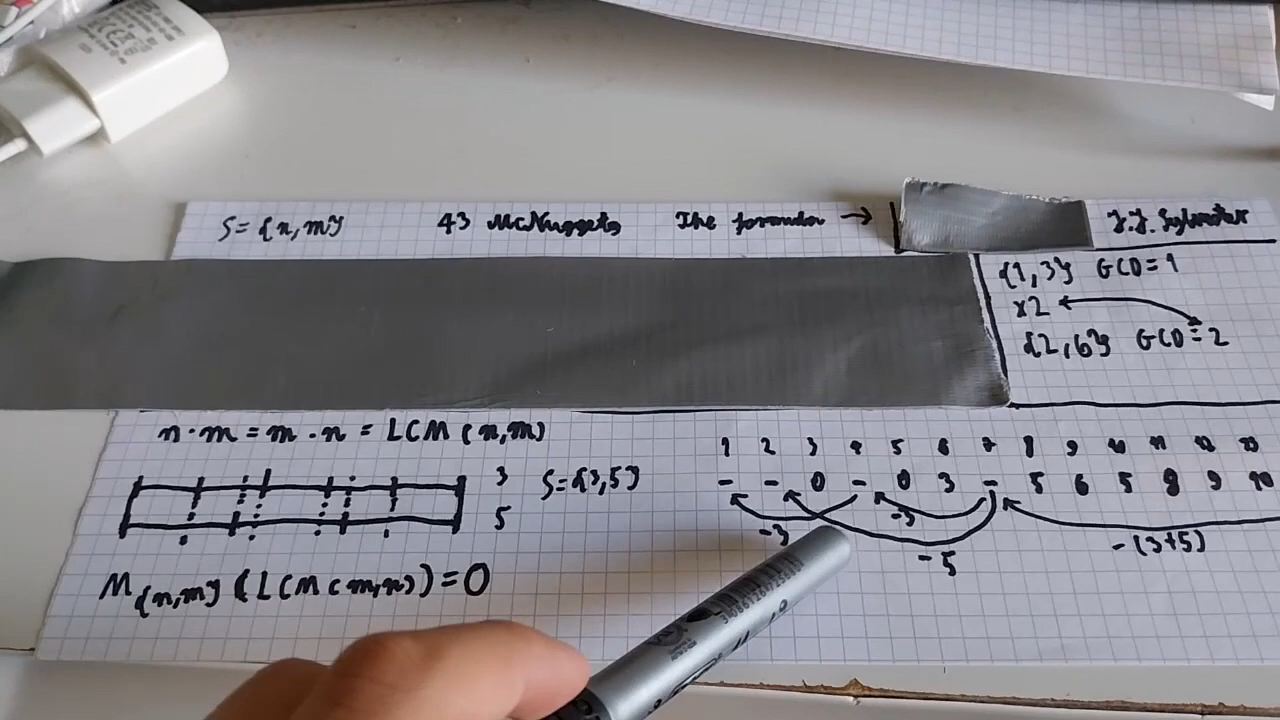 S={n,m} 43 McNuggets The formula → J.J. Sylvester
{1,3} GCD=1
x2
{2,6} GCD=2
n·m=m·n=LCM(n,m)
3 S={3,5}
5
M{n,m}(LCM(m,n))=0
1 2 3 4 5 6 7 8 9 10 11 12 13
- - 0 - 0 3 - 5 6 5 8 9 10
-3 -3 -5 -(3+5)